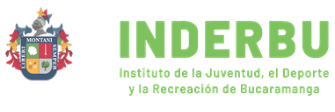 MONTANI
INDERBU
Instituto de la Juventud, el Deporte
y la Recreación de Bucaramanga